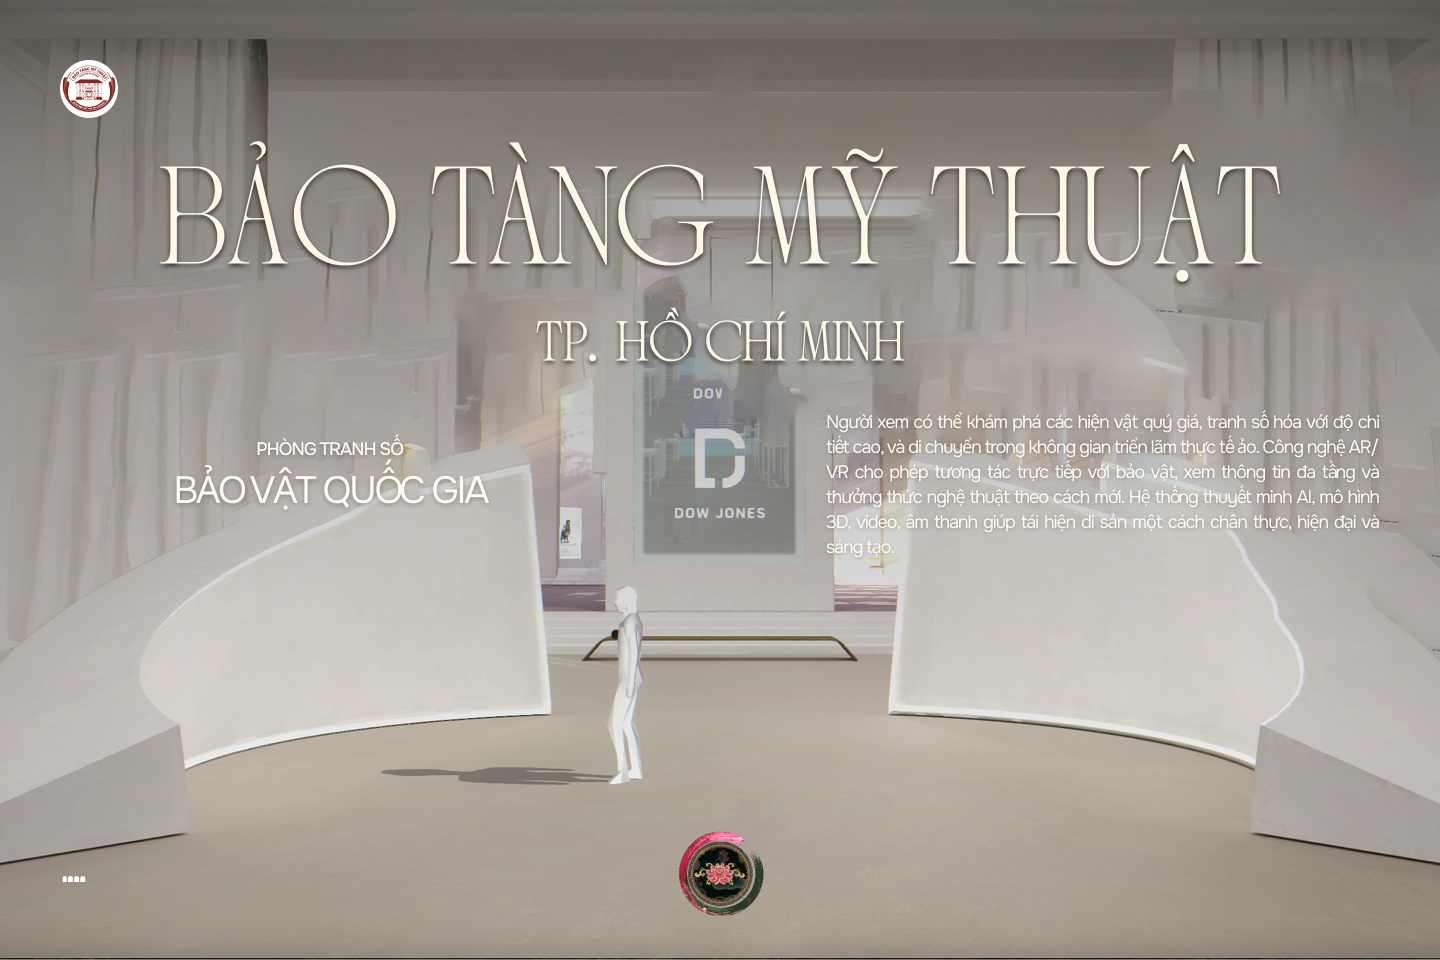 BẢO TÀNG MỸ THUẬT
BẢO TÀNG MỸ THUẬT
TP. HỒ CHÍ MINH
DOW
DOW JONES
PHÒNG TRANH SỐ
BẢO VẬT QUỐC GIA
Người xem có thể khám phá các hiện vật quý giá, tranh số hóa với độ chi
tiết cao, và di chuyển trong không gian triển lãm thực tế ảo. Công nghệ AR/
VR cho phép tương tác trực tiếp với bảo vật, xem thông tin đa tầng và
thưởng thức nghệ thuật theo cách mới. Hệ thống thuyết minh AI, mô hình
3D, video, âm thanh giúp tái hiện di sản một cách chân thực, hiện đại và
sáng tạo.